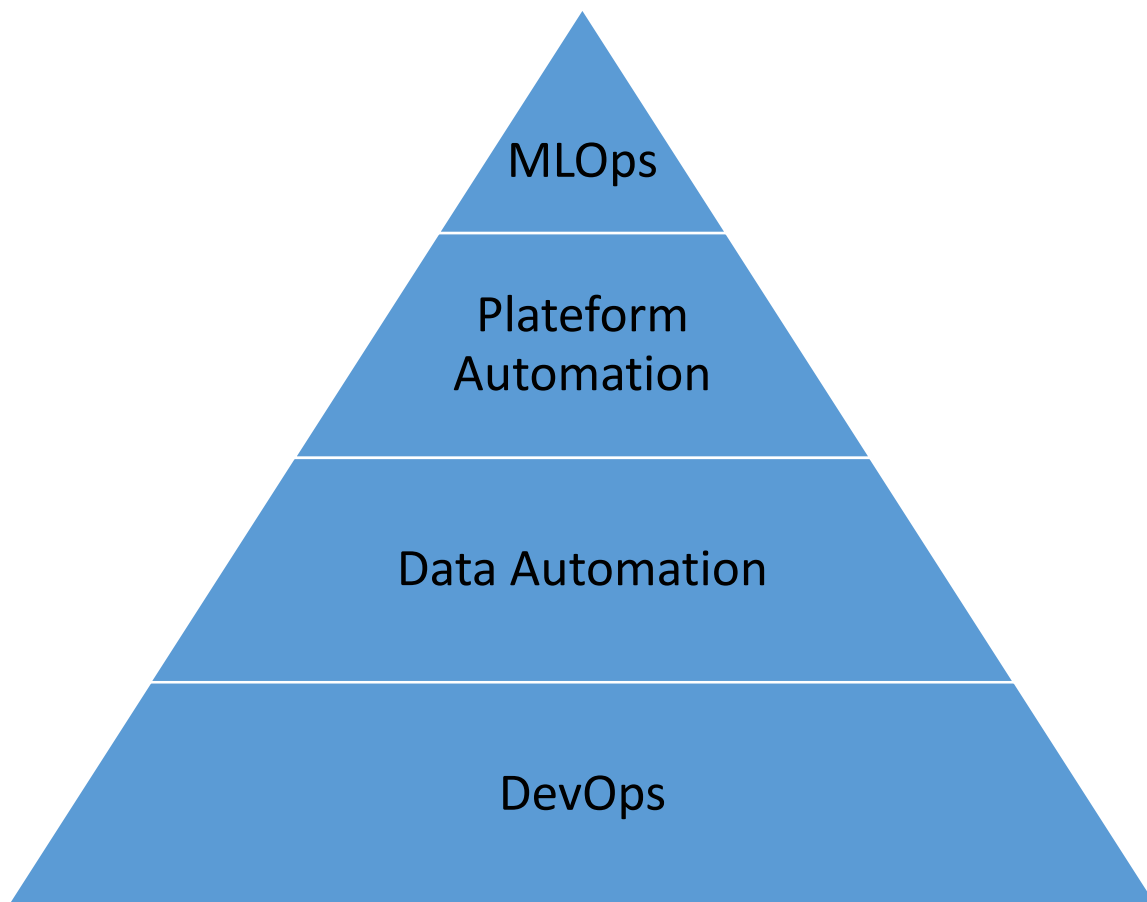 MLOps
Plateform
Automation
Data Automation
DevOps